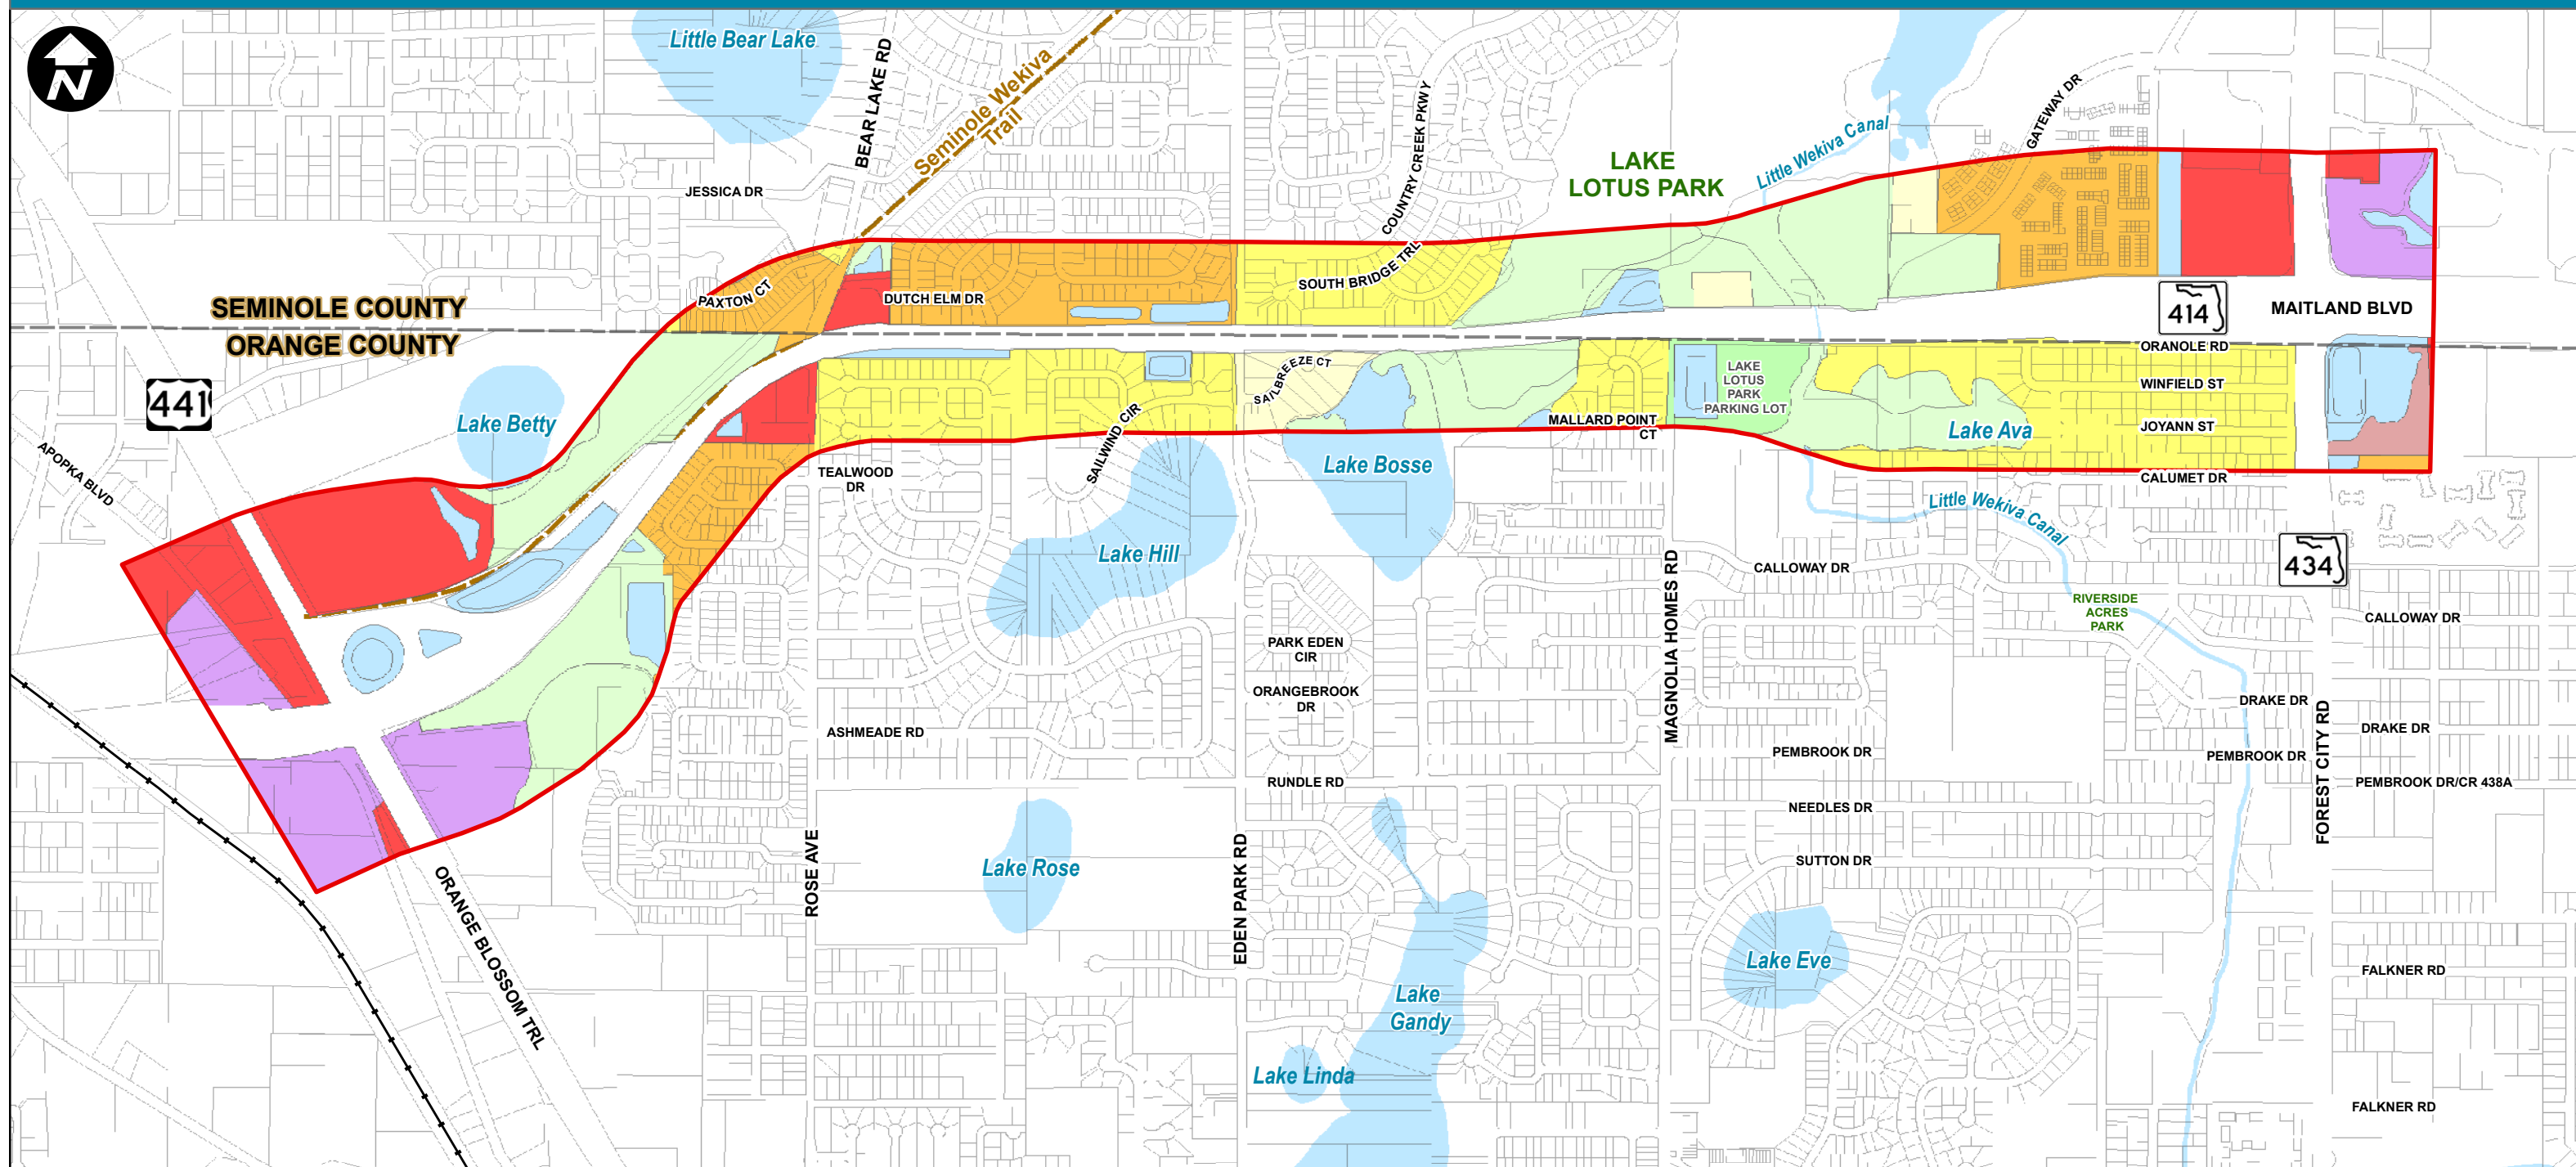 N
Little Bear Lake
BEAR LAKE RD
Seminole Wekiva
Trail
JESSICA DR
COUNTRY CREEK PKWY
LAKE
LOTUS PARK
Little Wekiva Canal
GATEWAY DR
PAXTON CT
DUTCH ELM DR
SOUTH BRIDGE TRL
SEMINOLE COUNTY
ORANGE COUNTY
414
MAITLAND BLVD
ORANOLE RD
441
SAILBREEZE CT
LAKE
LOTUS
PARK
PARKING LOT
WINFIELD ST
Lake Betty
SAILWIND CIR
MALLARD POINT
CT
Lake Ava
JOYANN ST
APOPKA BLVD
TEALWOOD
DR
Lake Bosse
CALUMET DR
Little Wekiva Canal
Lake Hill
434
MAGNOLIA HOMES RD
CALLOWAY DR
RIVERSIDE
ACRES
PARK
CALLOWAY DR
PARK EDEN
CIR
ORANGEBROOK
DR
DRAKE DR
FOREST CITY RD
DRAKE DR
ASHMEADE RD
PEMBROOK DR
PEMBROOK DR
RUNDLE RD
PEMBROOK DR/CR 438A
NEEDLES DR
ROSE AVE
Lake Rose
EDEN PARK RD
SUTTON DR
ORANGE BLOSSOM TRL
Lake Eve
FALKNER RD
Lake
Gandy
Lake Linda
FALKNER RD